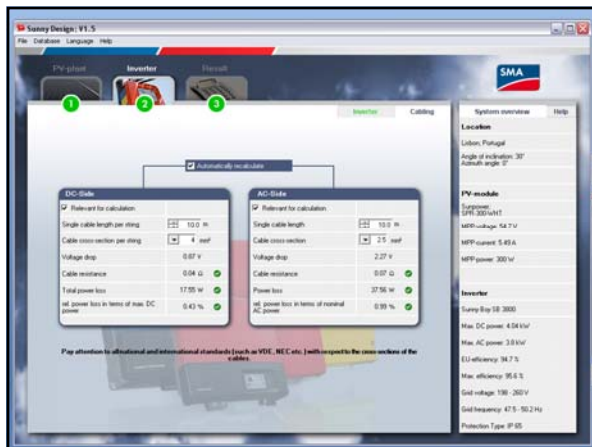 Sunny Design: V1.5
File Database Language Help
PV-plant
Inverter
Result
1
2
3
SMA
Inverter
Cabling
Automatically recalculate
DC-Side
Relevant for calculation
Single cable length per string 10.0 m
Cable cross-section per string 4 mm²
Voltage drop 0.87 V
Cable resistance 0.04 Ω
Total power loss 17.55 W
rel. power loss in terms of max. DC
power 0.43 %
AC-Side
Relevant for calculation
Single cable length 10.0 m
Cable cross-section 2.5 mm²
Voltage drop 2.27 V
Cable resistance 0.07 Ω
Power loss 37.56 W
rel. power loss in terms of nominal
AC power 0.99 %
Pay attention to all national and international standards (such as VDE, NEC etc.) with respect to the cross-sections of the
cables.
System overview
Help
Location
Lisbon, Portugal
Angle of inclination: 30°
Azimuth angle: 0°
PV-module
Sunpower:
SPR-300-WHT
MPP-voltage: 54.7 V
MPP-current: 5.49 A
MPP-power: 300 W
Inverter
Sunny Boy SB 3800
Max. DC power: 4.04 kW
Max. AC power: 3.8 kW
EU-efficiency: 94.7 %
Max. efficiency: 95.6 %
Grid voltage: 198 - 260 V
Grid frequency: 47.5 - 50.2 Hz
Protection Type: IP 65